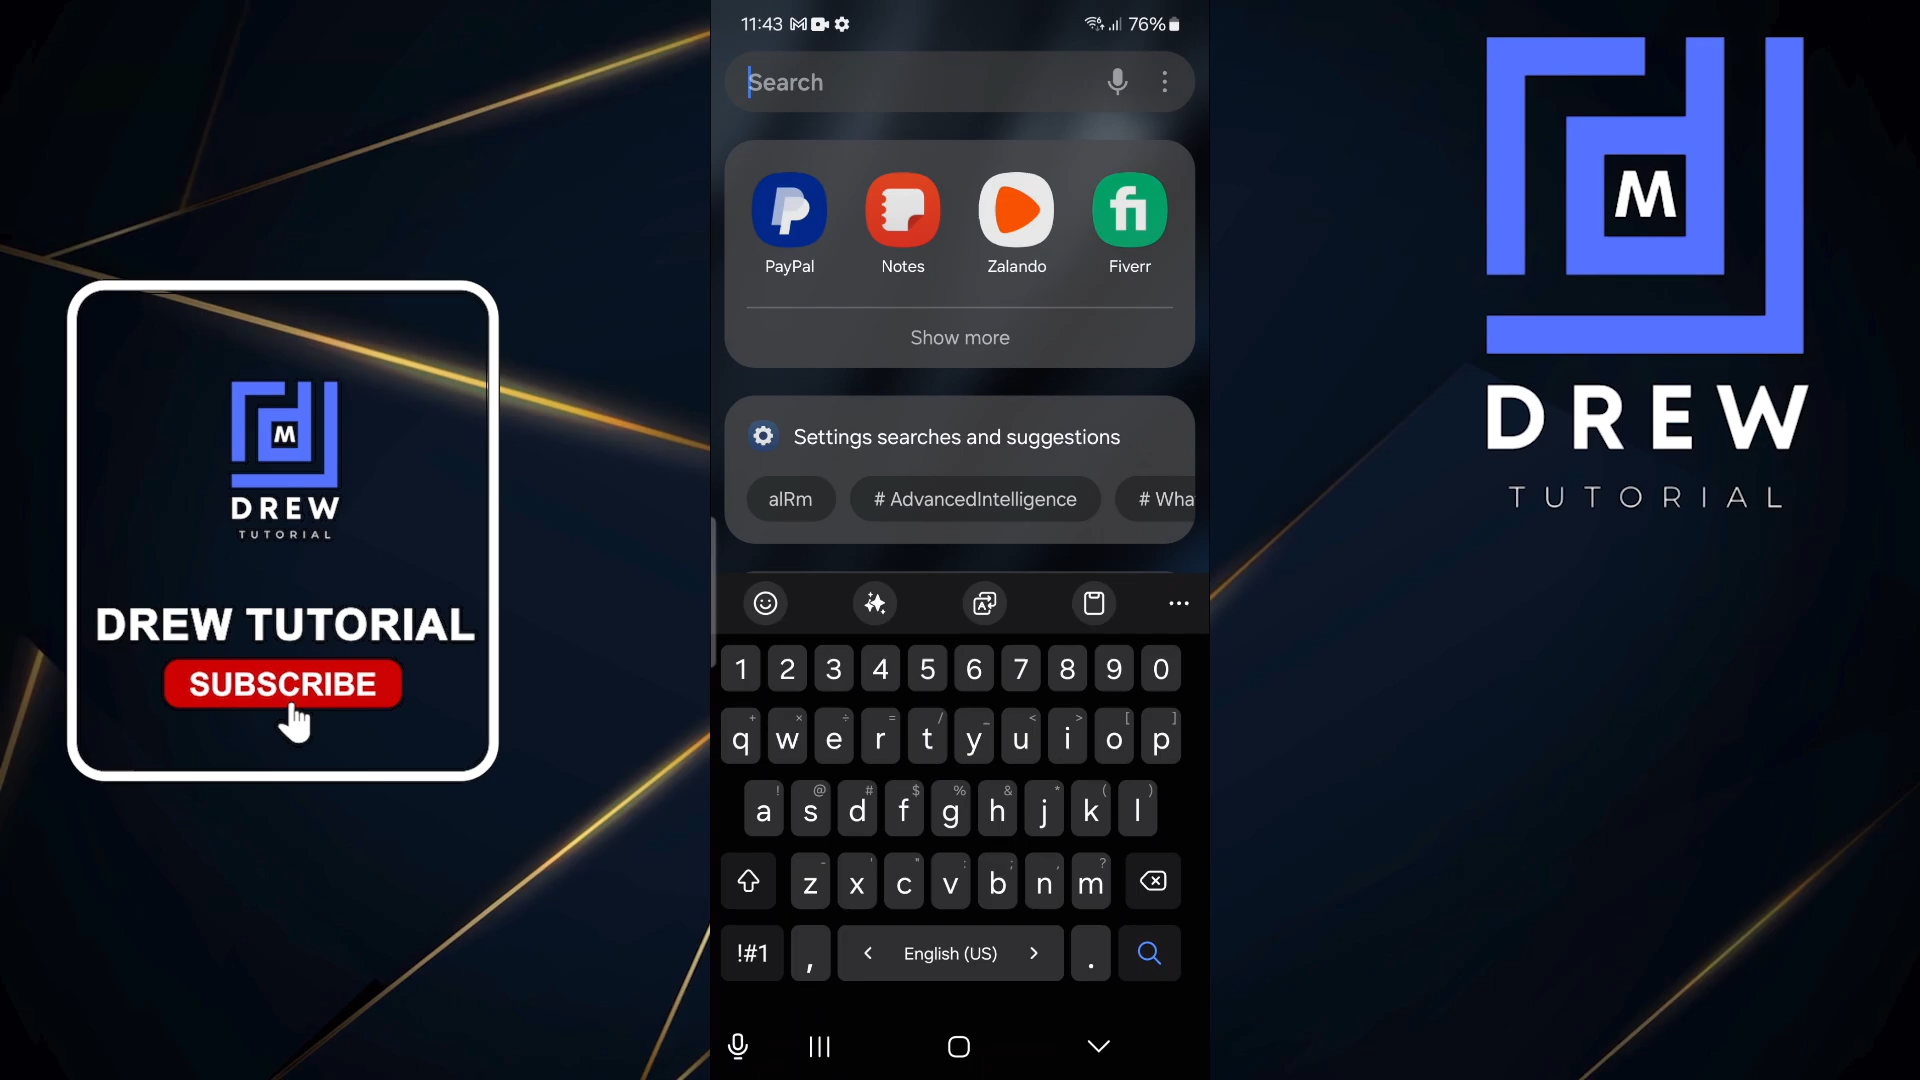 11:43
76%
Search
PayPal
Notes
Zalando
Fiverr
Show more
Settings searches and suggestions
alRm
# AdvancedIntelligence
# Wha
1 2 3 4 5 6 7 8 9 0
+ × ÷ = / _ < > [ ]
q w e r t y u i o p
! @ # $ % & * ( )
a s d f g h j k l
- ' " : ; , ?
z x c v b n m
!#1
,
< English (US) >
.
M
DREW
TUTORIAL
DREW TUTORIAL
SUBSCRIBE
M
DREW
TUTORIAL